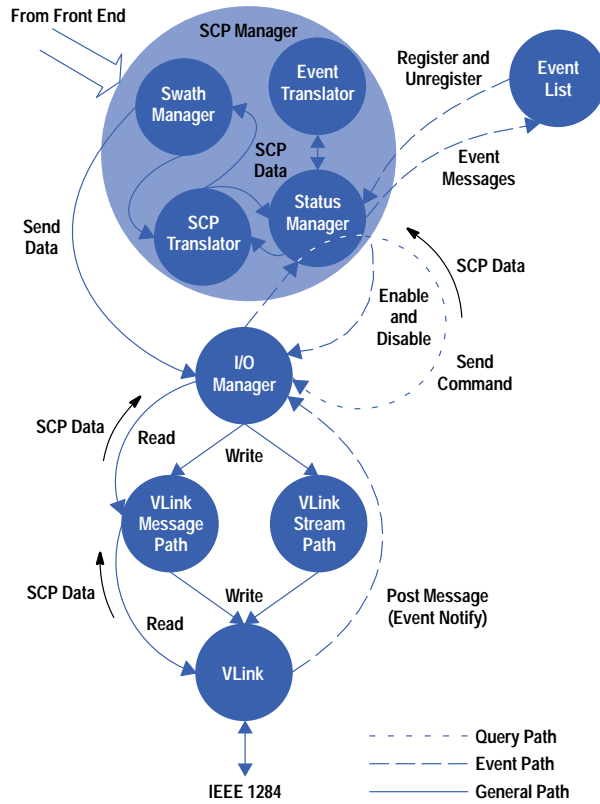 From Front End
SCP Manager
Swath
Manager
Event
Translator
Register and
Unregister
Event
List
SCP
Data
Event
Messages
SCP
Translator
Status
Manager
Send
Data
SCP Data
Enable
and
Disable
Send
Command
I/O
Manager
SCP Data
Read
Write
VLink
Message
Path
VLink
Stream
Path
SCP Data
Read
Write
Post Message
(Event Notify)
VLink
IEEE 1284
Query Path
Event Path
General Path